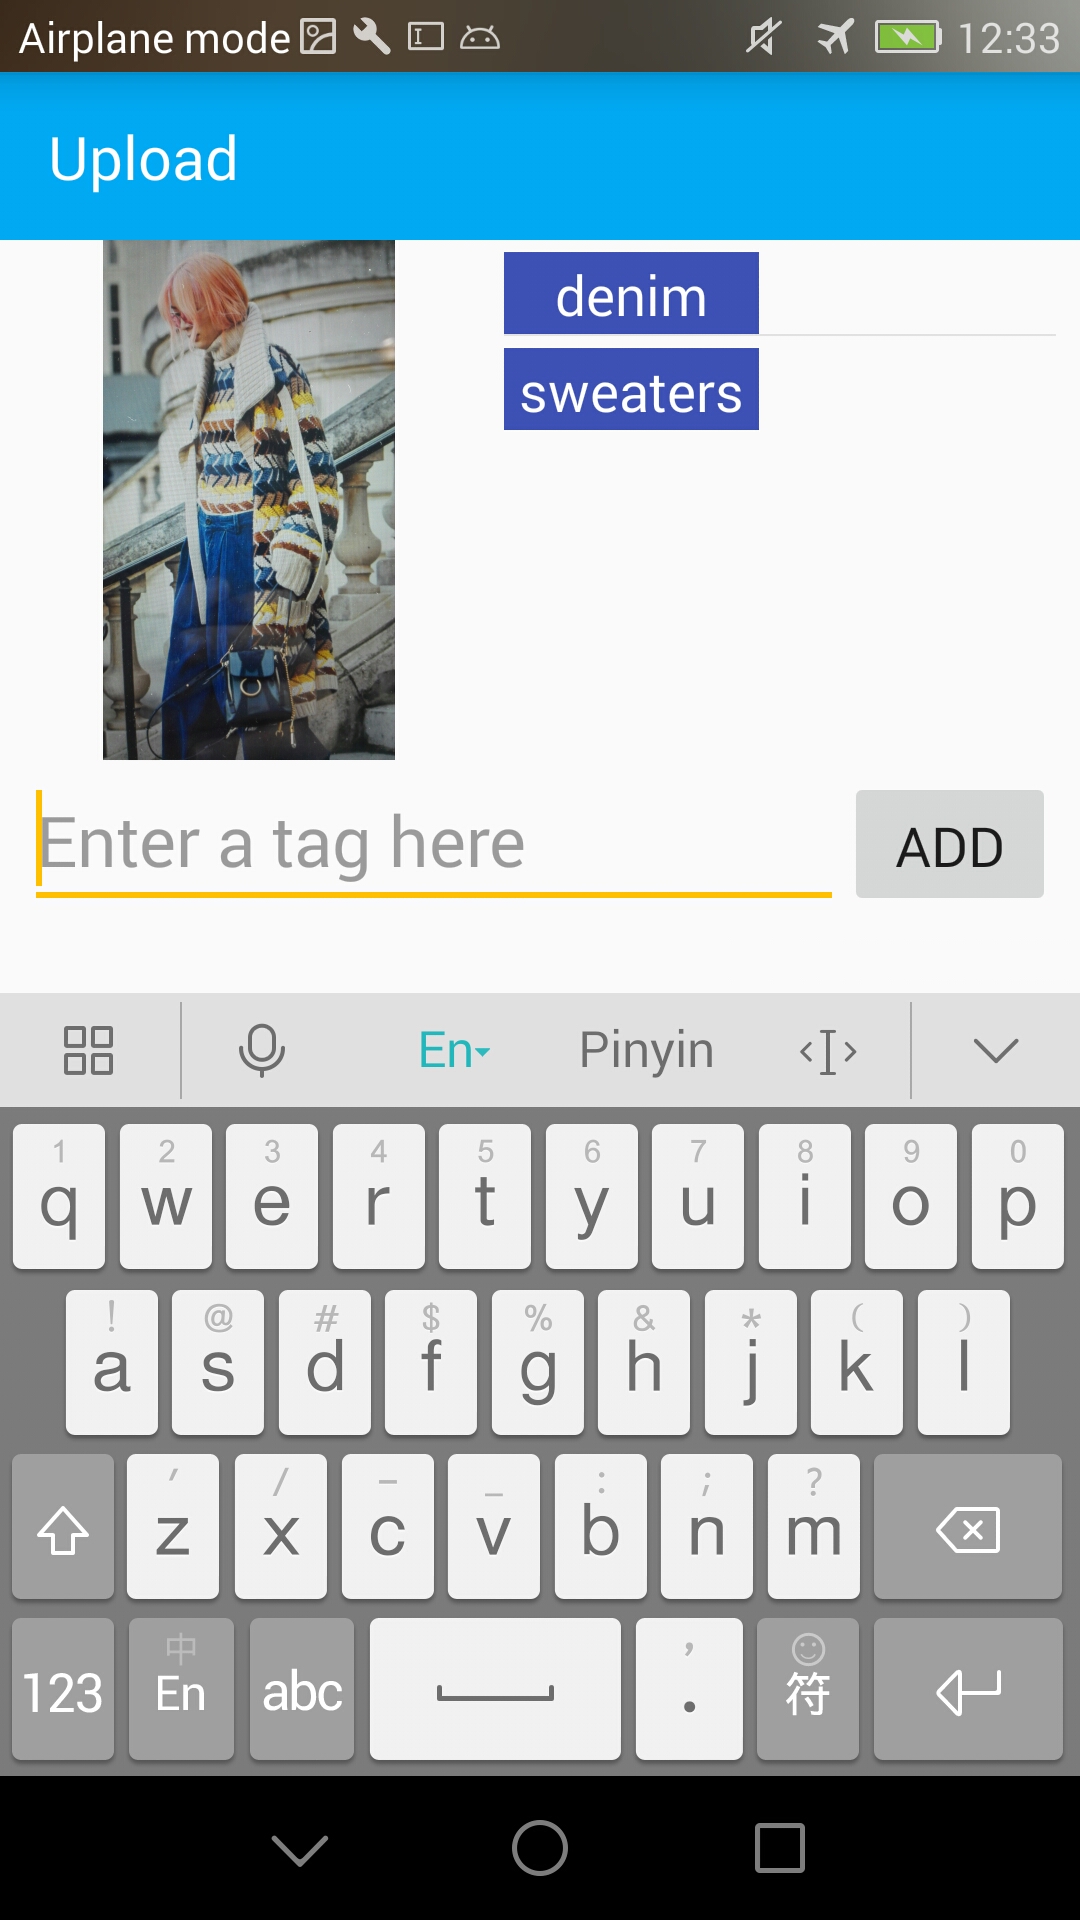 Airplane mode 12:33
Upload
denim
sweaters
Enter a tag here ADD
En Pinyin
1 2 3 4 5 6 7 8 9 0
q w e r t y u i o p
! @ # $ % & * ( )
a s d f g h j k l
' / - _ : ; ?
z x c v b n m
中 ,
123 En abc . 符